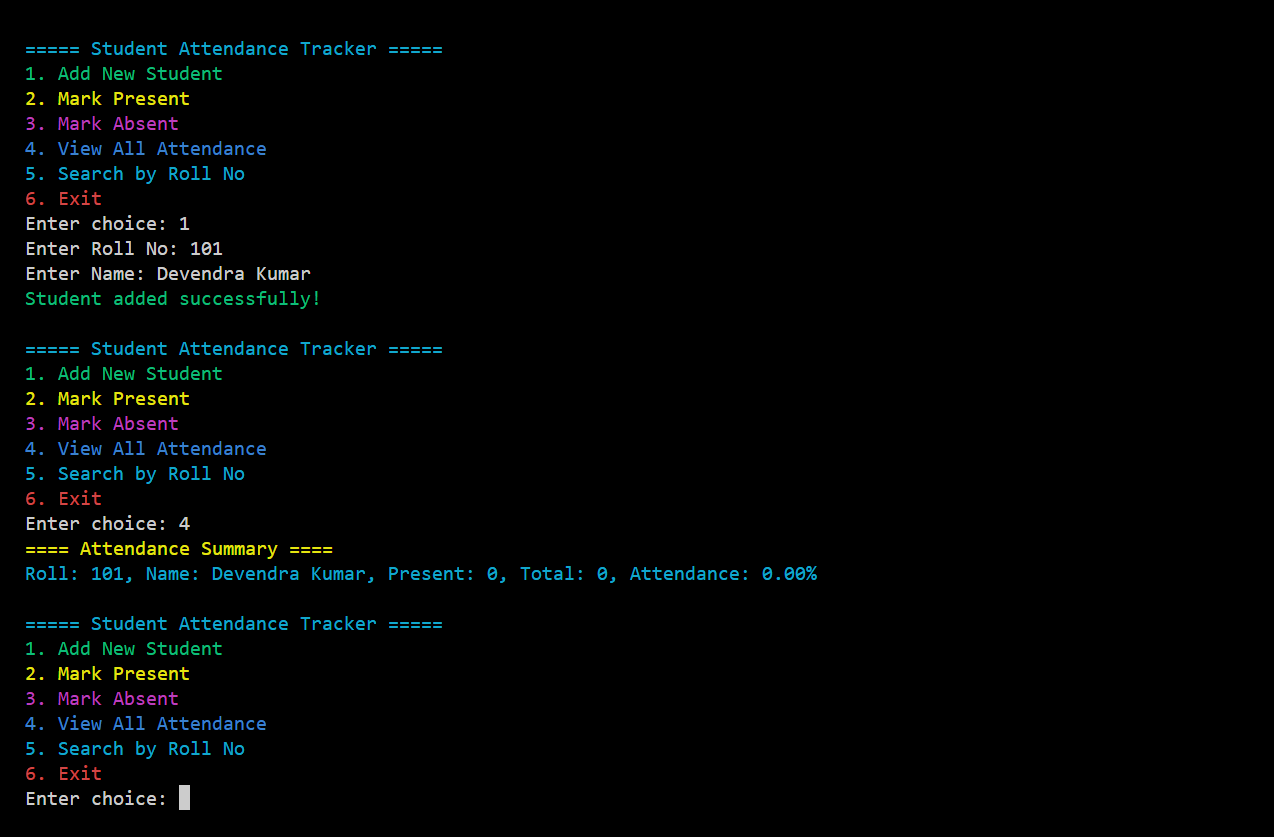 ===== Student Attendance Tracker =====
1. Add New Student
2. Mark Present
3. Mark Absent
4. View All Attendance
5. Search by Roll No
6. Exit
Enter choice: 1
Enter Roll No: 101
Enter Name: Devendra Kumar
Student added successfully!

===== Student Attendance Tracker =====
1. Add New Student
2. Mark Present
3. Mark Absent
4. View All Attendance
5. Search by Roll No
6. Exit
Enter choice: 4
==== Attendance Summary ====
Roll: 101, Name: Devendra Kumar, Present: 0, Total: 0, Attendance: 0.00%

===== Student Attendance Tracker =====
1. Add New Student
2. Mark Present
3. Mark Absent
4. View All Attendance
5. Search by Roll No
6. Exit
Enter choice: